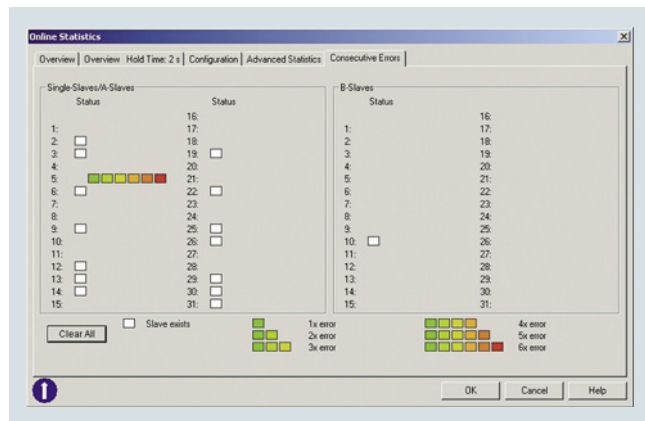 Online Statistics
Overview Overview Hold Time: 2 s Configuration Advanced Statistics Consecutive Errors
Single-Slaves/A-Slaves B-Slaves
Status Status Status
16: 16:
1: 17: 1: 17:
2: 18: 2: 18:
3: 19: 3: 19:
4: 20: 4: 20:
5: 21: 5: 21:
6: 22: 6: 22:
7: 23: 7: 23:
8: 24: 8: 24:
9: 25: 9: 25:
10: 26: 10: 26:
11: 27: 11: 27:
12: 28: 12: 28:
13: 29: 13: 29:
14: 30: 14: 30:
15: 31: 15: 31:
Clear All Slave exists 1x error 4x error
2x error 5x error
3x error 6x error
OK Cancel Help